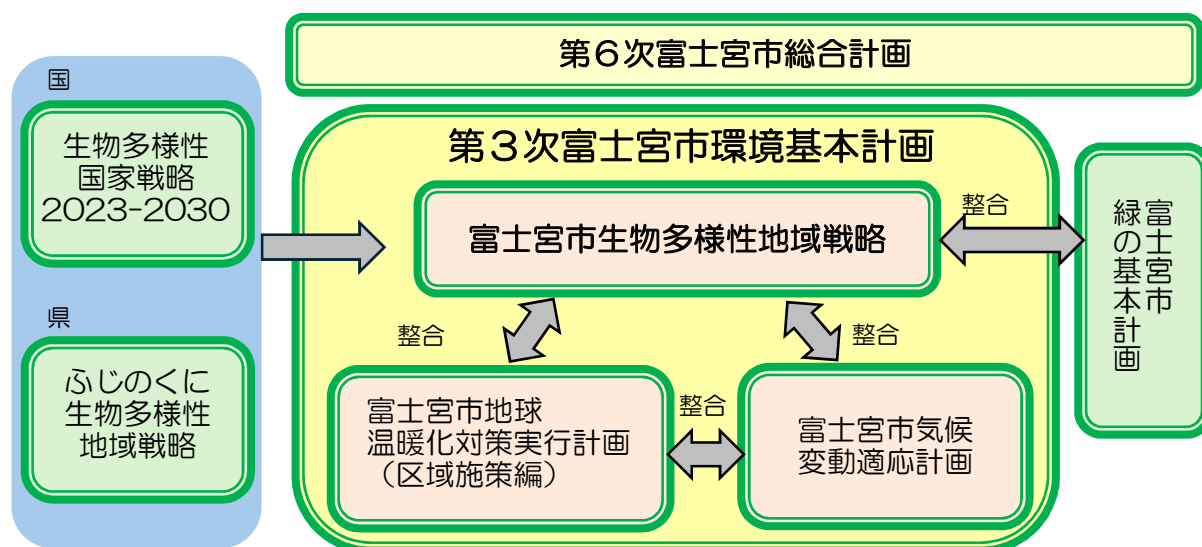 第６次富士宮市総合計画
国
生物多様性
国家戦略
2023-2030
県
ふじのくに
生物多様性
地域戦略
第３次富士宮市環境基本計画
富士宮市生物多様性地域戦略
整合
整合
整合
富士宮市地球
温暖化対策実行計画
（区域施策編）
整合
富士宮市気候
変動適応計画
富士宮市
緑の基本計画